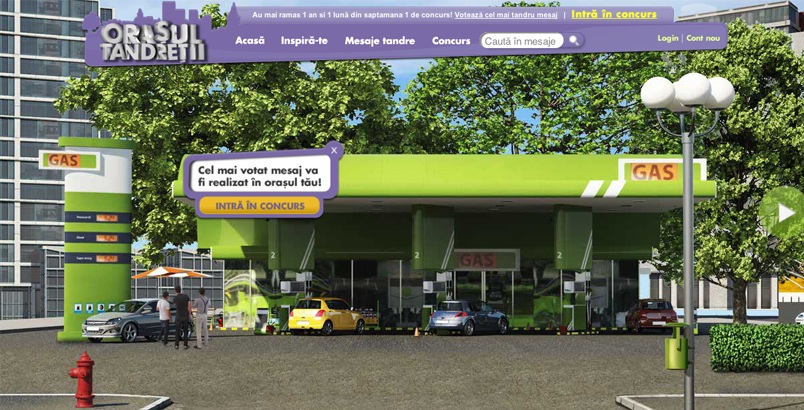 Au mai ramas 1 an si 1 lună din saptamana 1 de concurs! Votează cel mai tandru mesaj | Intră în concurs
ORAȘUL
TANDREȚII
Acasă Inspiră-te Mesaje tandre Concurs Caută în mesaje Login | Cont nou
Cel mai votat mesaj va
fi realizat în orașul tău!
X
INTRĂ ÎN CONCURS
GAS
GAS
GAS
2
2
2